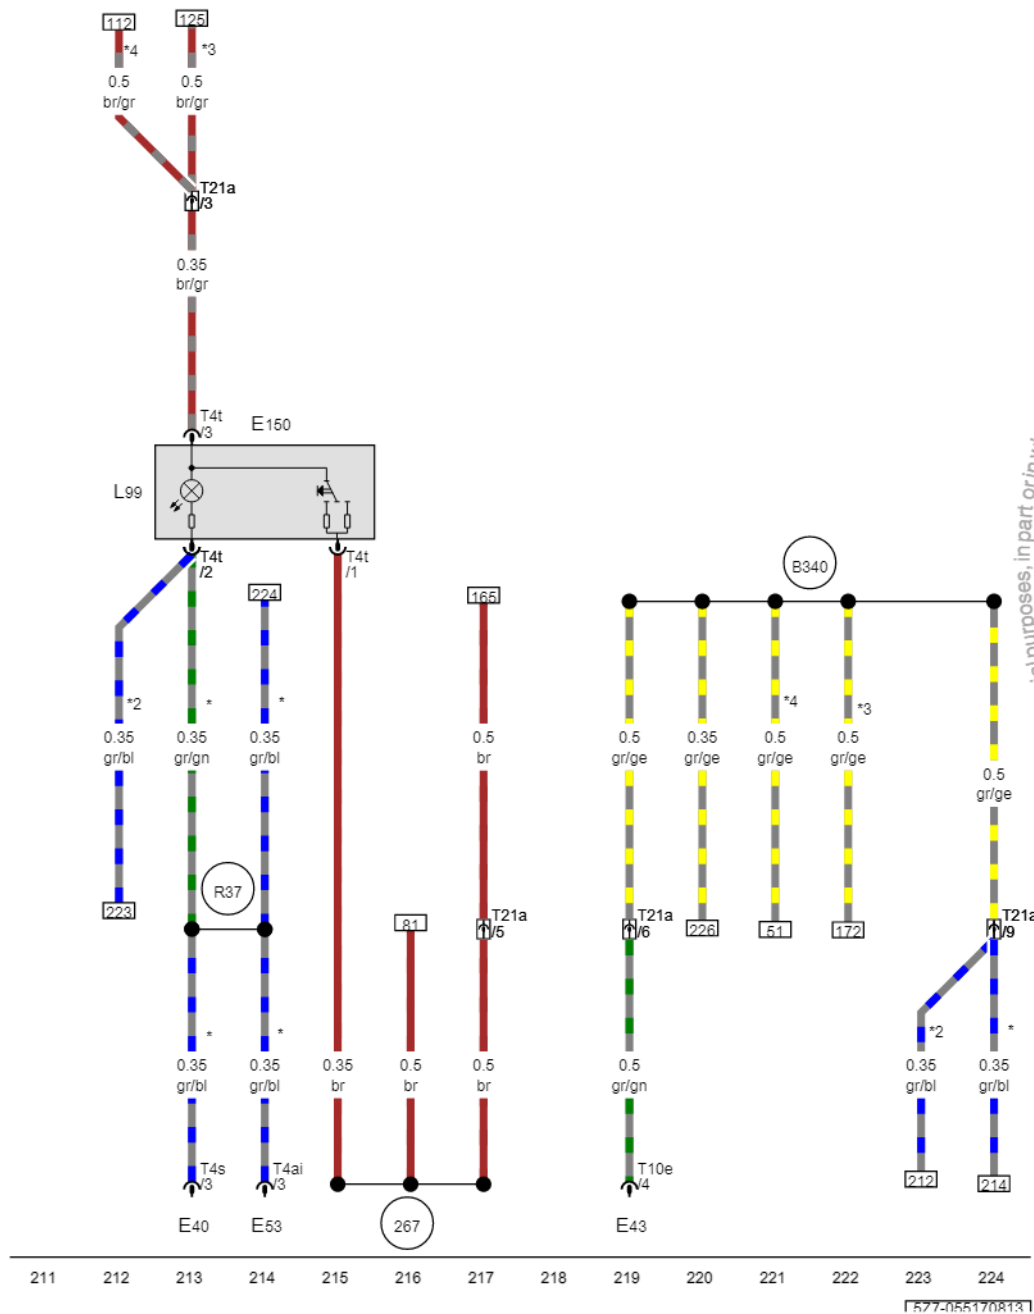 112
125
*4
*3
0.5
br/gr
0.5
br/gr
T21a
/3
0.35
br/gr
T4t
/3
E150
L99
T4t
/2
T4t
/1
B340
224
165
*2
*
*
*4
*3
0.35
gr/bl
0.35
gr/gn
0.35
gr/bl
0.5
br
0.5
gr/ge
0.35
gr/ge
0.5
gr/ge
0.5
gr/ge
0.5
gr/ge
R37
223
81
T21a
/5
T21a
/6
226
51
172
T21a
/9
*
*
*2
*
0.35
gr/bl
0.35
gr/bl
0.35
br
0.5
br
0.5
br
0.5
gr/gn
0.35
gr/bl
0.35
gr/bl
T4s
/3
T4ai
/3
T10e
/4
212
214
E40
E53
267
E43
211 212 213 214 215 216 217 218 219 220 221 222 223 224
577-055170813
purposes, in part or in w